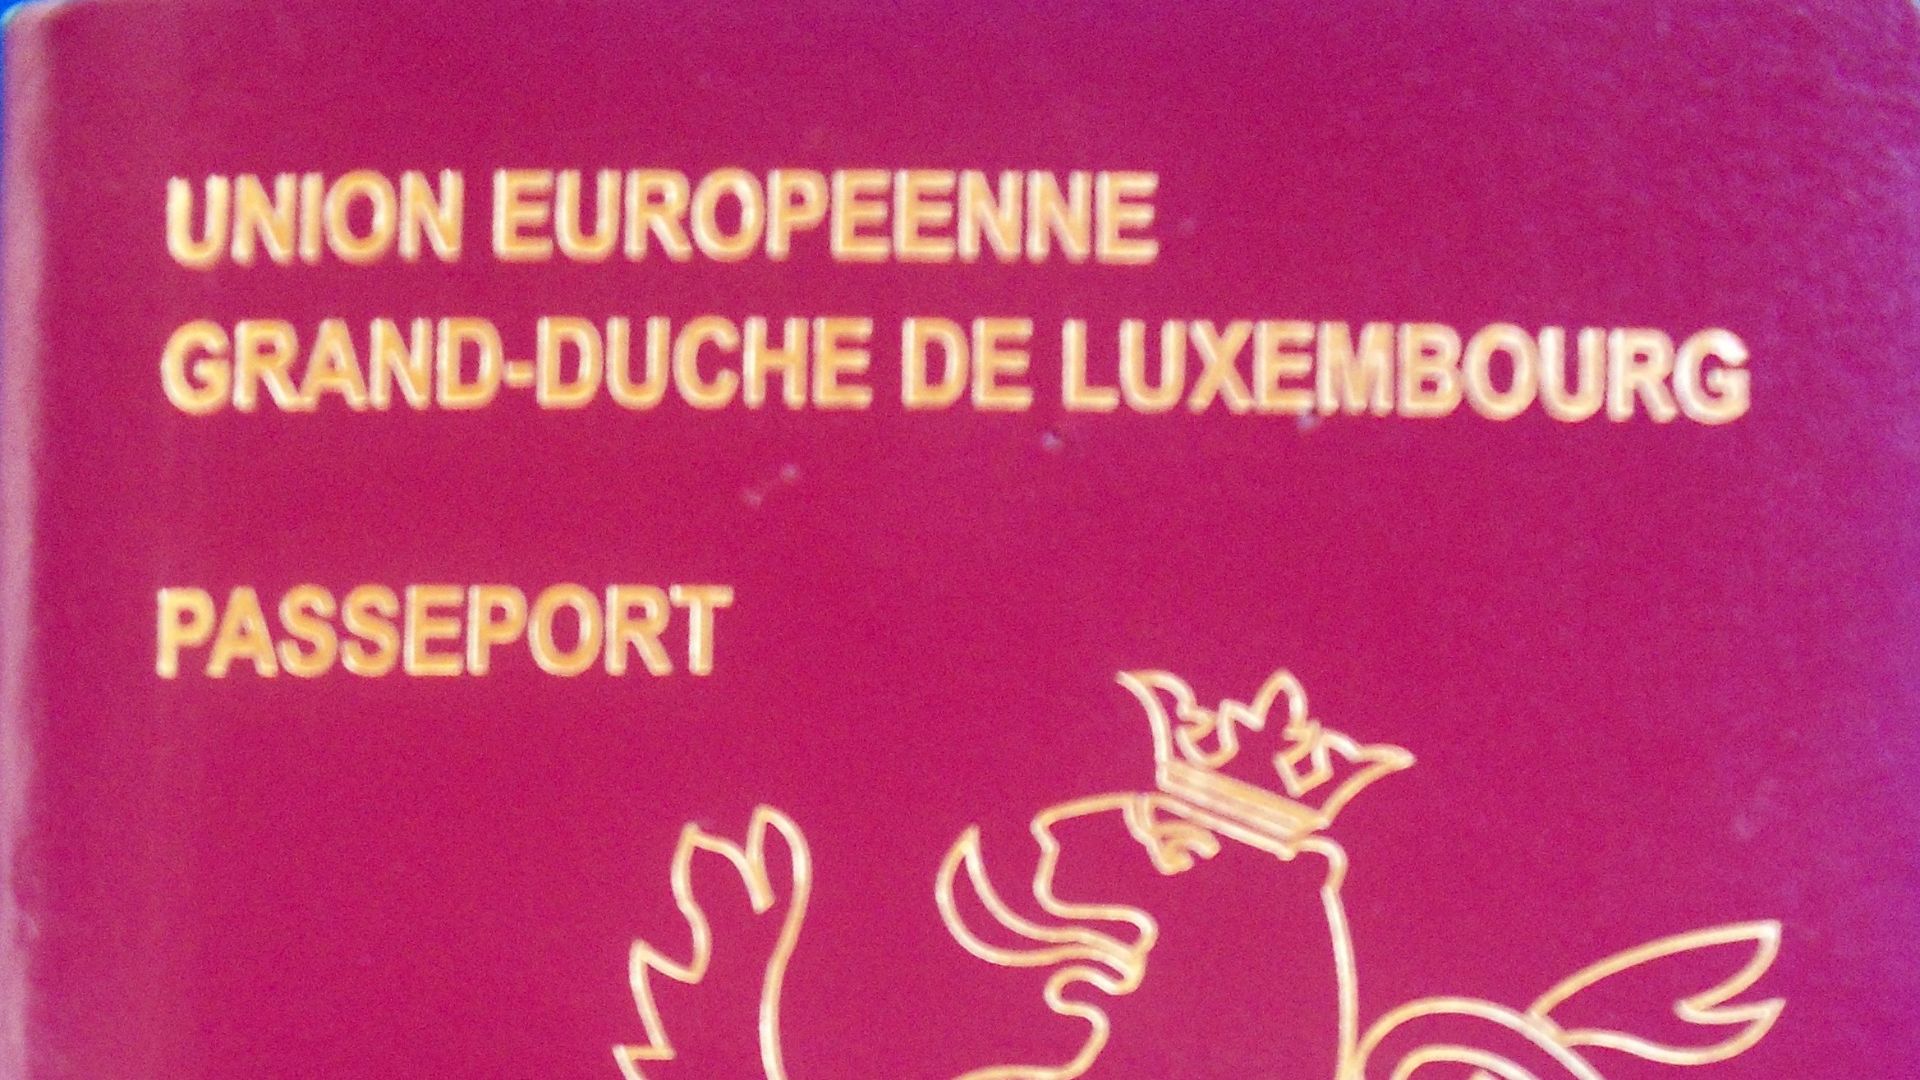 UNION EUROPEENNE
GRAND-DUCHE DE LUXEMBOURG
PASSEPORT